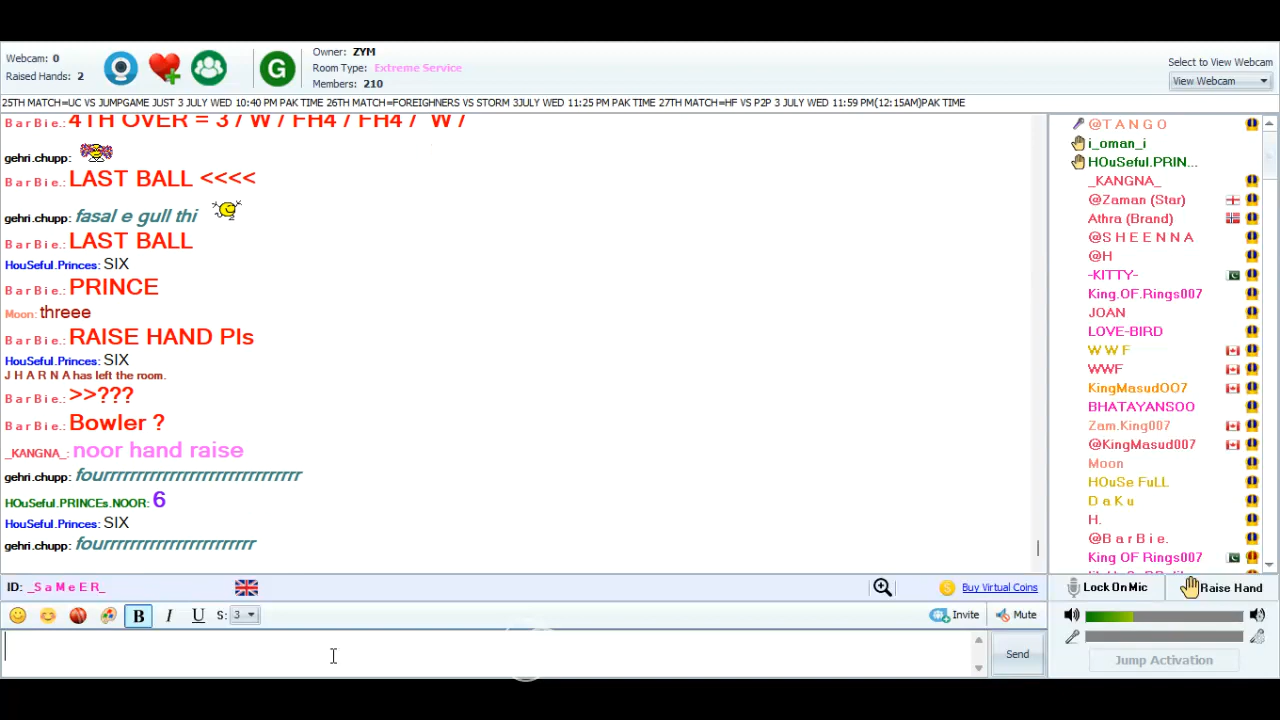 Webcam: 0
Raised Hands: 2
G
Owner: ZYM
Room Type: Extreme Service
Members: 210
Select to View Webcam
View Webcam
25TH MATCH=UC VS JUMPGAME JUST 3 JULY WED 10:40 PM PAK TIME 26TH MATCH=FOREIGHNERS VS STORM 3JULY WED 11:25 PM PAK TIME 27TH MATCH=HF VS P2P 3 JULY WED 11:59 PM(12:15AM)PAK TIME
B a r B i e.: 4TH OVER = 3 / W / FH4 / FH4 / W /
gehri.chupp:
B a r B i e.: LAST BALL <<<<
gehri.chupp: fasal e gull thi
B a r B i e.: LAST BALL
HouSeful.Princes: SIX
B a r B i e.: PRINCE
Moon: threee
B a r B i e.: RAISE HAND Pls
HouSeful.Princes: SIX
J H A R N A has left the room.
B a r B i e.: >>???
B a r B i e.: Bowler ?
_KANGNA_: noor hand raise
gehri.chupp: fourrrrrrrrrrrrrrrrrrrrrrrrrrrrrr
HOuSeful.PRINCEs.NOOR: 6
HouSeful.Princes: SIX
gehri.chupp: fourrrrrrrrrrrrrrrrrrrrrrr
@T A N G O
i_oman_i
HOuSeful.PRIN...
_KANGNA_
@Zaman (Star)
Athra (Brand)
@S H E E N N A
@H
-KITTY-
King.OF.Rings007
JOAN
LOVE-BIRD
W W F
WWF
KingMasudOO7
BHATAYANSOO
Zam.King007
@KingMasud007
Moon
HOuSe FuLL
D a K u
H.
@B a r B i e.
King OF Rings007
ID: _S a M e E R_
Buy Virtual Coins
Lock On Mic
Raise Hand
B I U S: 3
Invite
Mute
Send
Jump Activation